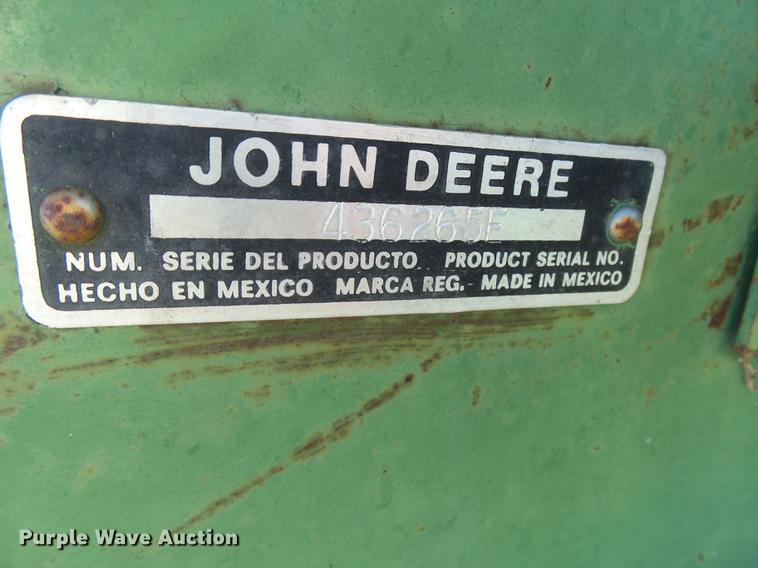 JOHN DEERE
436265F
NUM. SERIE DEL PRODUCTO PRODUCT SERIAL NO.
HECHO EN MEXICO MARCA REG. MADE IN MEXICO
Purple Wave Auction